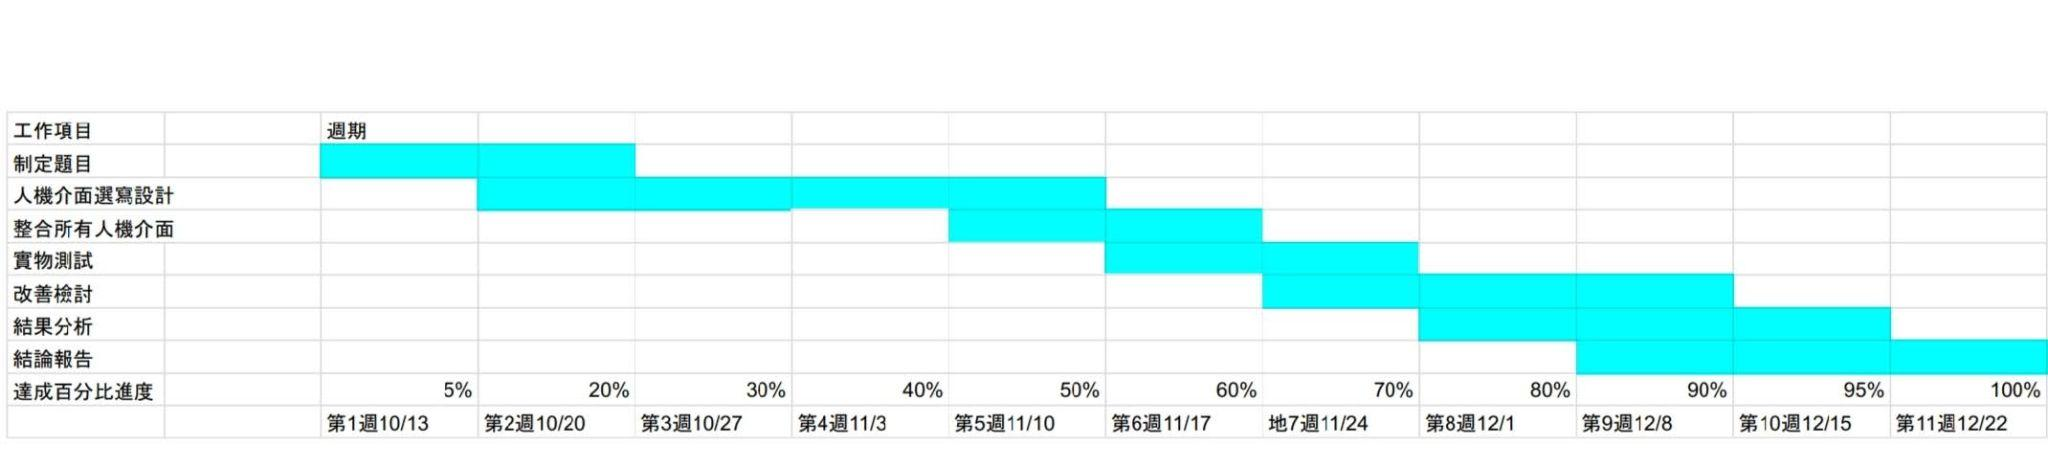 工作項目 週期
制定題目
人機介面選寫設計
整合所有人機介面
實物測試
改善檢討
結果分析
結論報告
達成百分比進度 5% 20% 30% 40% 50% 60% 70% 80% 90% 95% 100%
第1週10/13 第2週10/20 第3週10/27 第4週11/3 第5週11/10 第6週11/17 地7週11/24 第8週12/1 第9週12/8 第10週12/15 第11週12/22